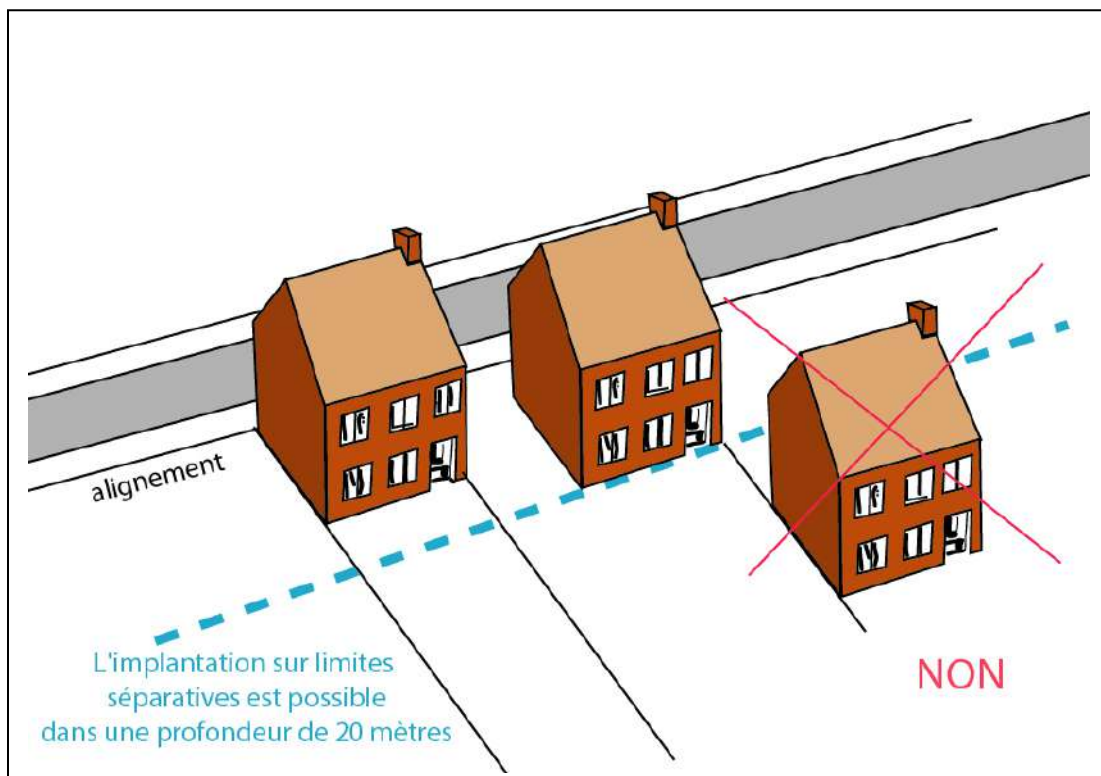 alignement
L'implantation sur limites
séparatives est possible
dans une profondeur de 20 mètres
NON